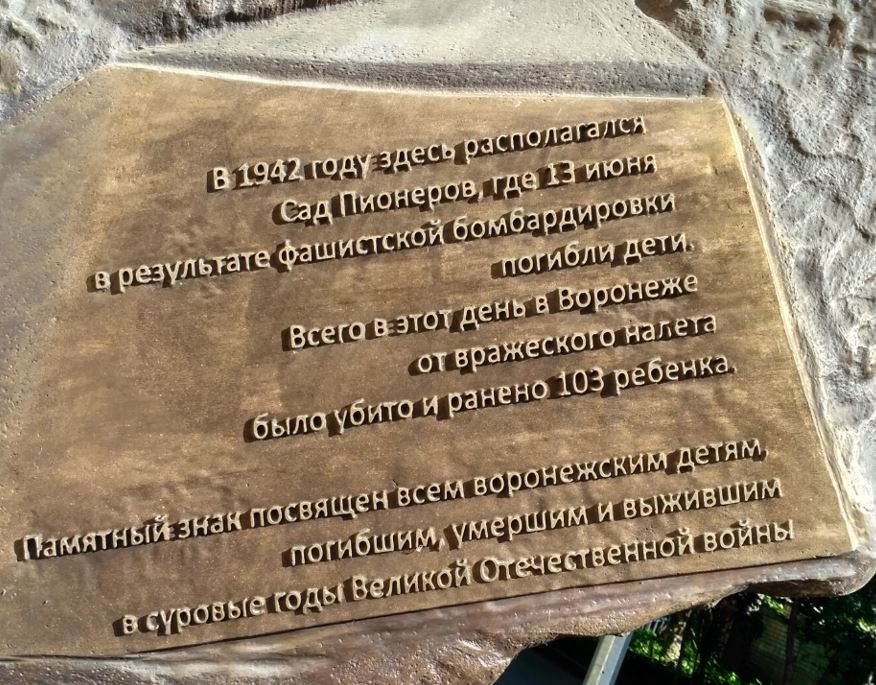 В 1942 году здесь располагался
Сад Пионеров, где 13 июня
в результате фашистской бомбардировки
погибли дети.
Всего в этот день в Воронеже
от вражеского налета
было убито и ранено 103 ребенка.
Памятный знак посвящен всем воронежским детям,
погибшим, умершим и выжившим
в суровые годы Великой Отечественной войны